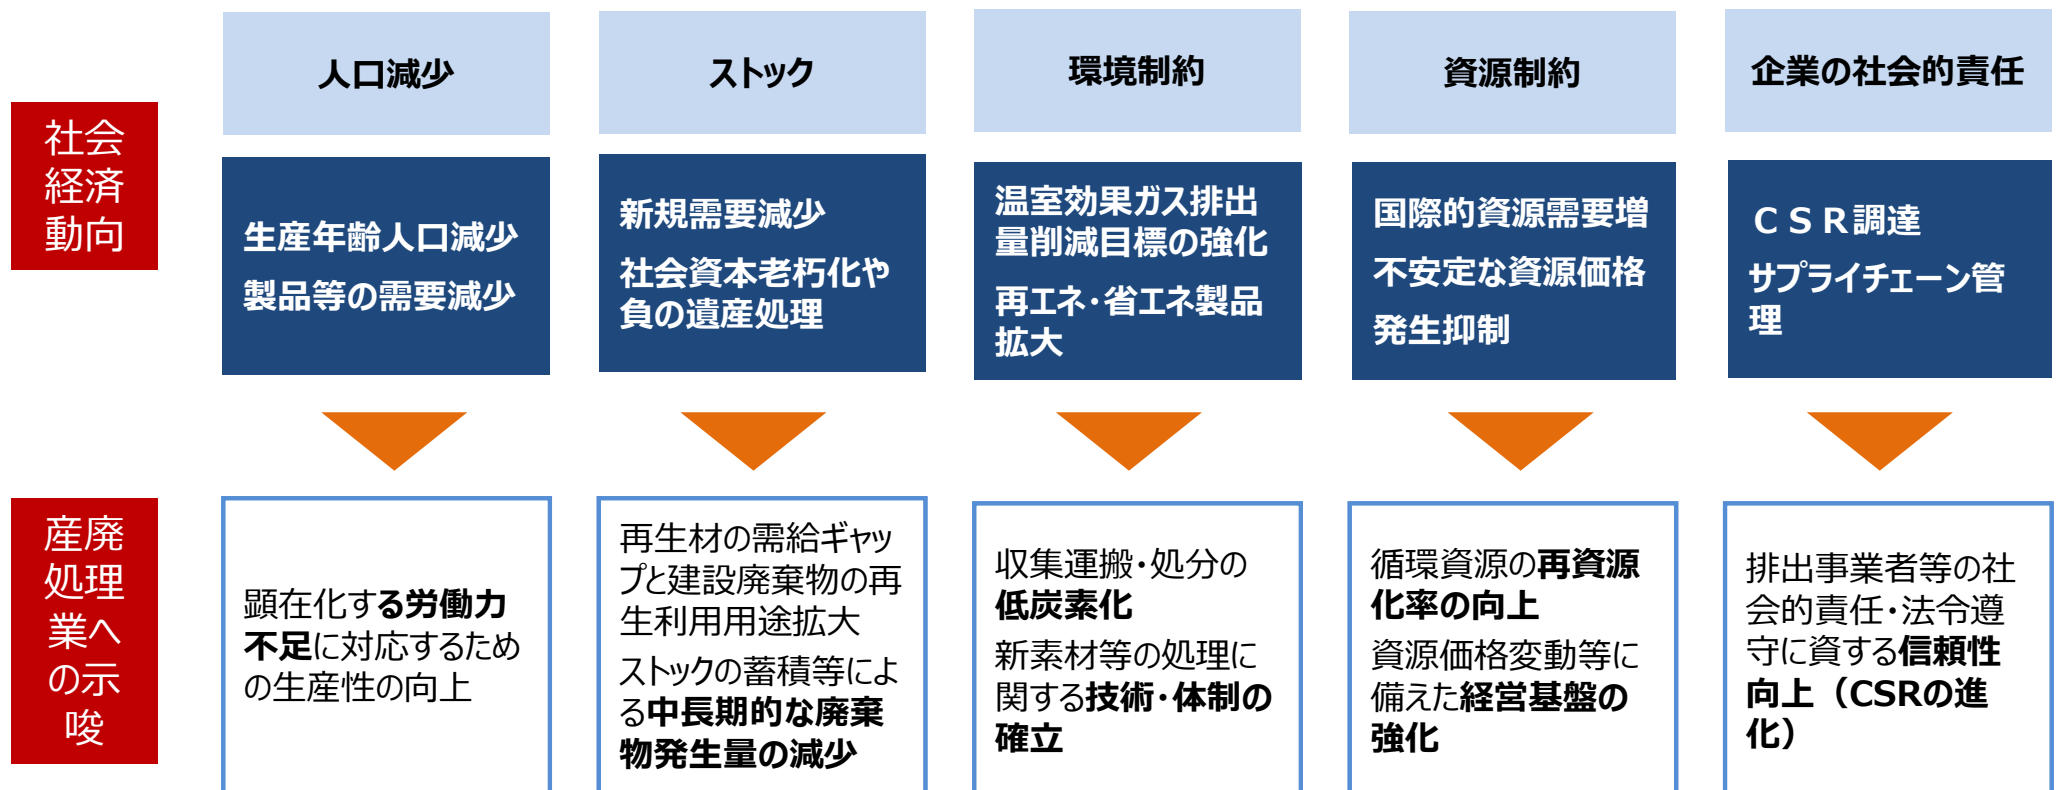 人口減少
ストック
環境制約
資源制約
企業の社会的責任
社会
経済
動向
生産年齢人口減少
製品等の需要減少
新規需要減少
社会資本老朽化や
負の遺産処理
温室効果ガス排出
量削減目標の強化
再エネ・省エネ製品
拡大
国際的資源需要増
不安定な資源価格
発生抑制
ＣＳＲ調達
サプライチェーン管
理
産廃
処理
業へ
の示
唆
顕在化する労働力
不足に対応するため
の生産性の向上
再生材の需給ギャッ
プと建設廃棄物の再
生利用用途拡大
ストックの蓄積等によ
る中長期的な廃棄
物発生量の減少
収集運搬・処分の
低炭素化
新素材等の処理に
関する技術・体制の
確立
循環資源の再資源
化率の向上
資源価格変動等に
備えた経営基盤の
強化
排出事業者等の社
会的責任・法令遵
守に資する信頼性
向上（CSRの進
化）